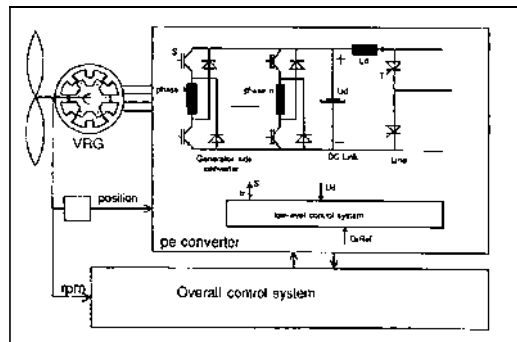 S
Ld
phase
phase n
+
Ud
T
VRG
-
Generator side
converter
DC Link
Line
S
Ud
position
low-level control system
pe converter
rpm
Overall control system